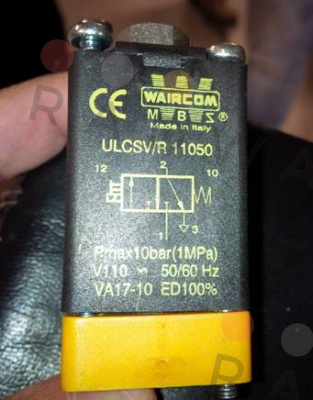 CE
WAIRCOM
M B S ®
Made in Italy
ULCSV/R 11050
12 2 10
1 3
Pmax10bar(1MPa)
V110 ~ 50/60 Hz
VA17-10 ED100%